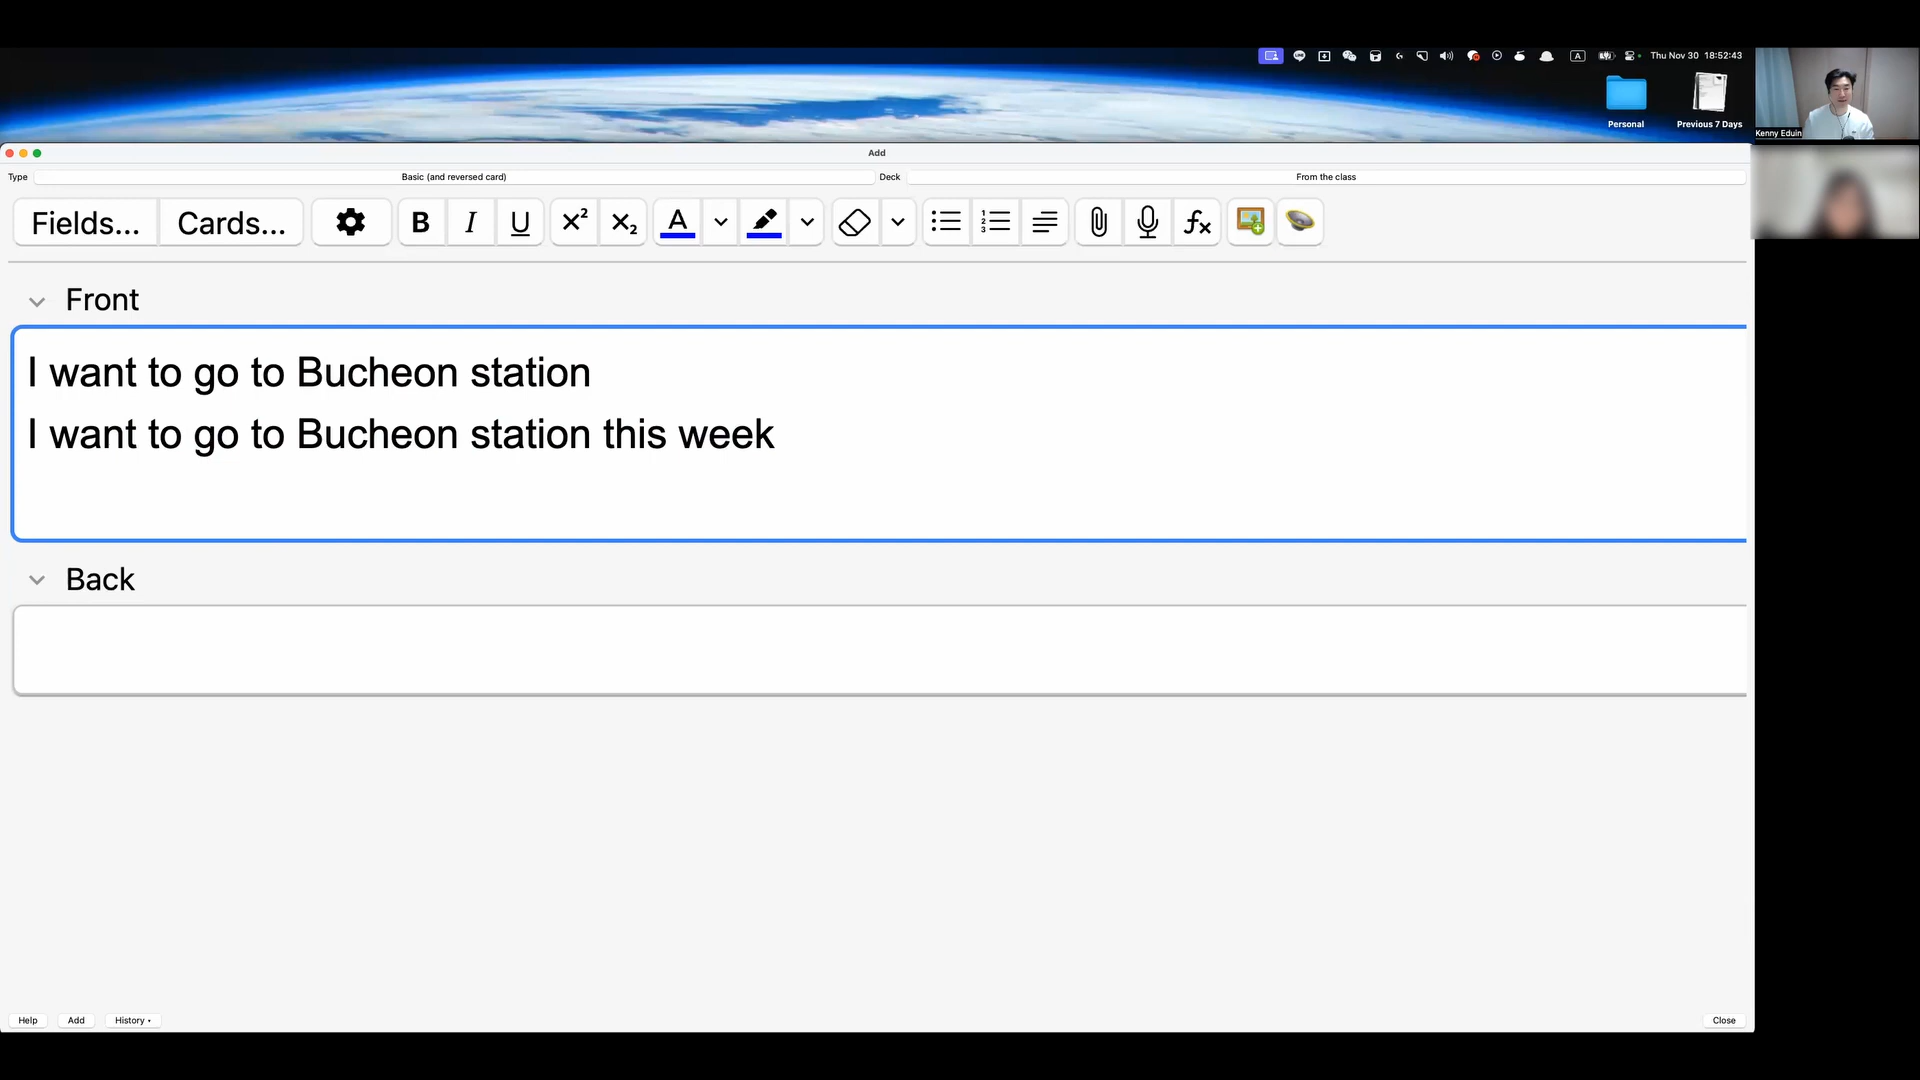 Thu Nov 30 18:52:43
Personal
Previous 7 Days
Kenny Eduin
Add
Type
Basic (and reversed card)
Deck
From the class
Fields...
Cards...
Front
I want to go to Bucheon station
I want to go to Bucheon station this week
Back
Help
Add
History
Close